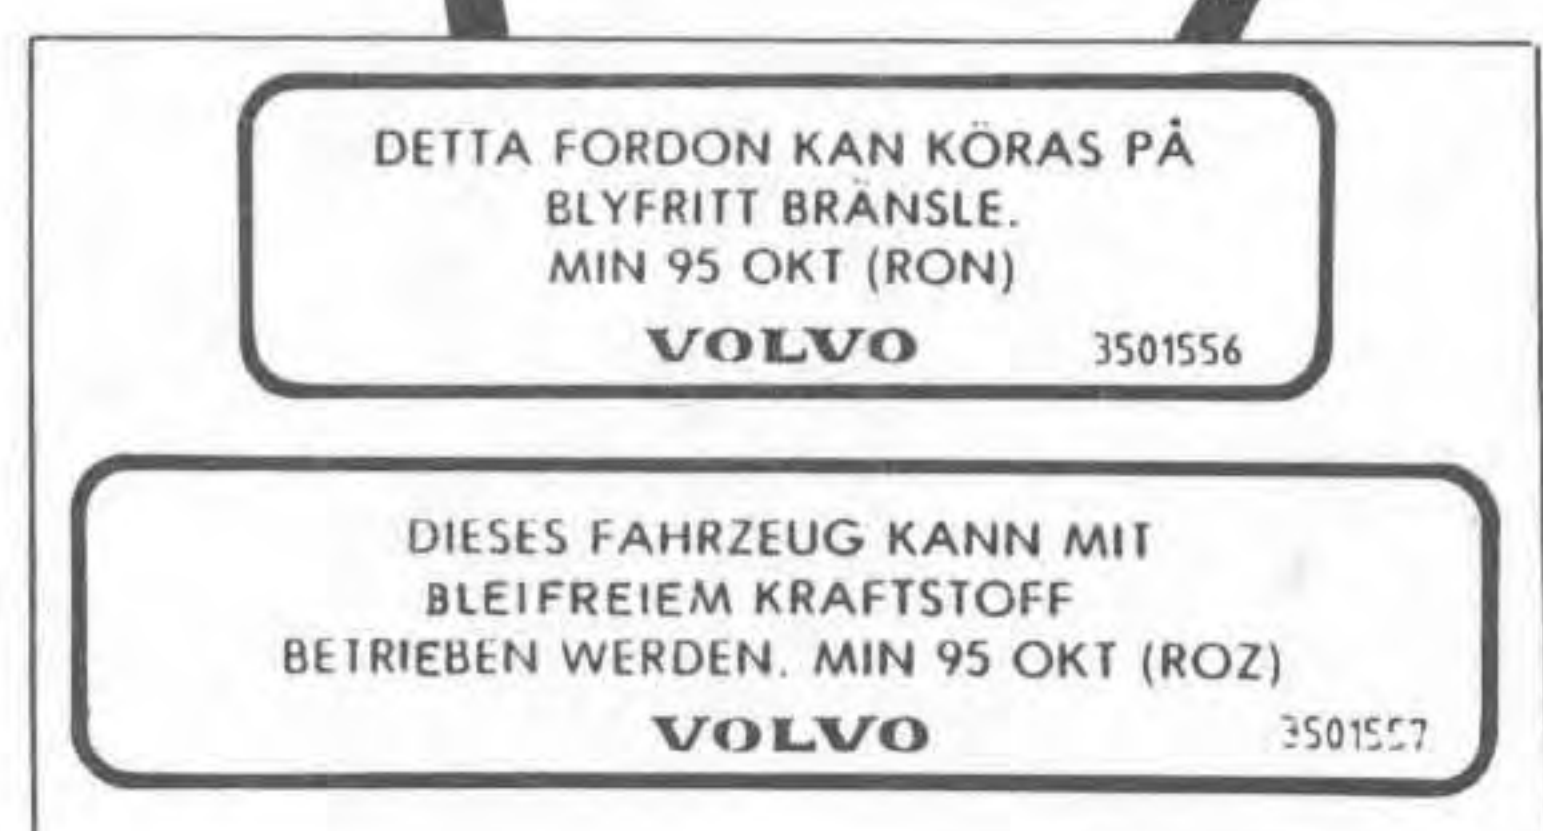 DETTA FORDON KAN KÖRAS PÅ
BLYFRITT BRÄNSLE.
MIN 95 OKT (RON)
VOLVO 3501556
DIESES FAHRZEUG KANN MIT
BLEIFREIEM KRAFTSTOFF
BETRIEBEN WERDEN. MIN 95 OKT (ROZ)
VOLVO 3501557